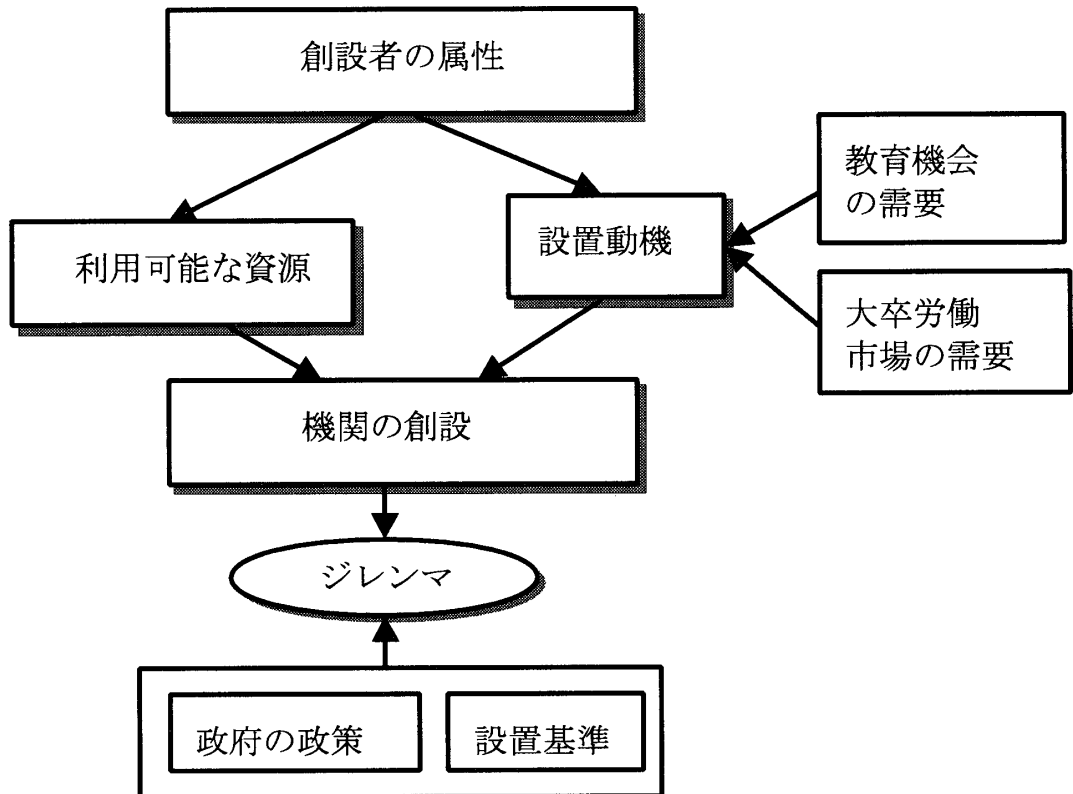 創設者の属性
教育機会
の需要
利用可能な資源
設置動機
大卒労働
市場の需要
機関の創設
ジレンマ
政府の政策
設置基準